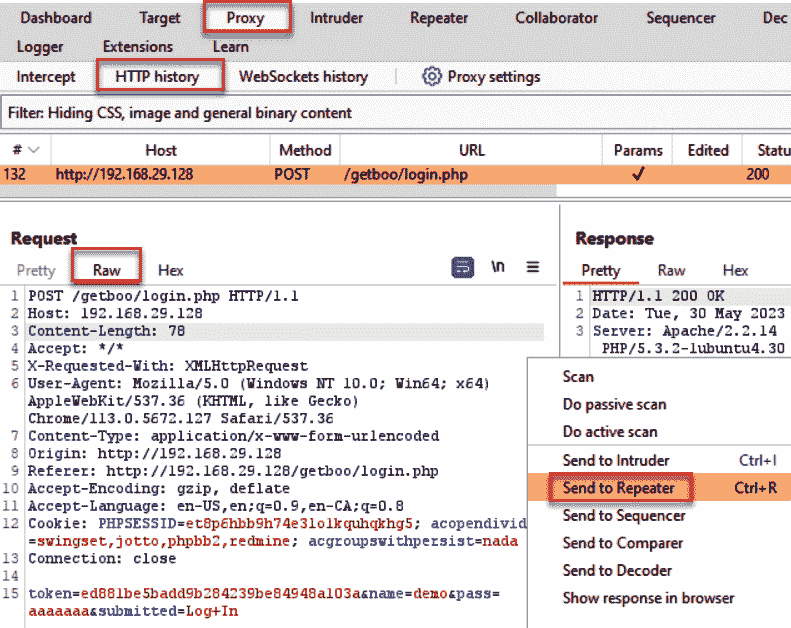 Dashboard Target Proxy Intruder Repeater Collaborator Sequencer Dec
Logger Extensions Learn
Intercept HTTP history WebSockets history Proxy settings
Filter: Hiding CSS, image and general binary content
# Host Method URL Params Edited Statu
132 http://192.168.29.128 POST /getboo/login.php ✓ 200
Request
Pretty Raw Hex \n
1 POST /getboo/login.php HTTP/1.1
2 Host: 192.168.29.128
3 Content-Length: 78
4 Accept: */*
5 X-Requested-With: XMLHttpRequest
6 User-Agent: Mozilla/5.0 (Windows NT 10.0; Win64; x64)
AppleWebKit/537.36 (KHTML, like Gecko)
Chrome/113.0.5672.127 Safari/537.36
7 Content-Type: application/x-www-form-urlencoded
8 Origin: http://192.168.29.128
9 Referer: http://192.168.29.128/getboo/login.php
10 Accept-Encoding: gzip, deflate
11 Accept-Language: en-US,en;q=0.9,en-CA;q=0.8
12 Cookie: PHPSESSID=et8p6hbb9h74e3lolkquhqkhg5; acopendivid
=swingset,jotto,phpbb2,redmine; acgroupswithpersist=nada
13 Connection: close
14
15 token=ed881be5badd9b284239be84948a103a&name=demo&pass=
aaaaaaa&submitted=Log+In
Response
Pretty Raw Hex
1 HTTP/1.1 200 OK
2 Date: Tue, 30 May 2023
3 Server: Apache/2.2.14
PHP/5.3.2-1ubuntu4.30
Scan
Do passive scan
Do active scan
Send to Intruder Ctrl+I
Send to Repeater Ctrl+R
Send to Sequencer
Send to Comparer
Send to Decoder
Show response in browser